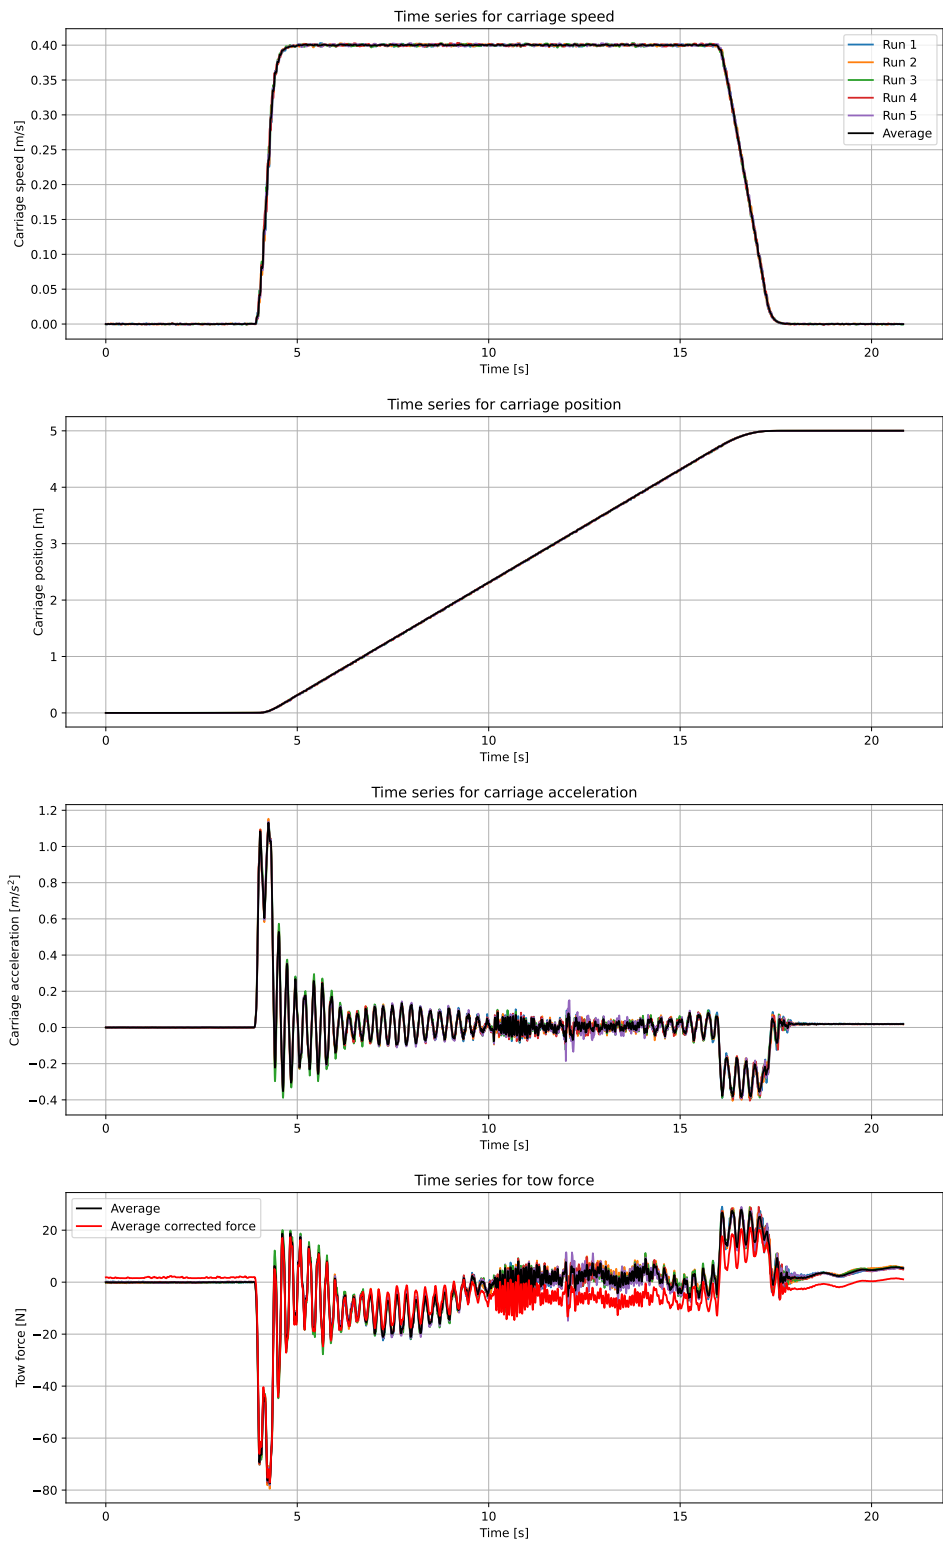 Time series for carriage speed
Carriage speed [m/s]
0.40
0.35
0.30
0.25
0.20
0.15
0.10
0.05
0.00
Run 1
Run 2
Run 3
Run 4
Run 5
Average
0 5 10 15 20
Time [s]
Time series for carriage position
Carriage position [m]
5
4
3
2
1
0
0 5 10 15 20
Time [s]
Time series for carriage acceleration
Carriage acceleration [m/s²]
1.2
1.0
0.8
0.6
0.4
0.2
0.0
−0.2
−0.4
0 5 10 15 20
Time [s]
Time series for tow force
Tow force [N]
Average
Average corrected force
20
0
−20
−40
−60
−80
0 5 10 15 20
Time [s]